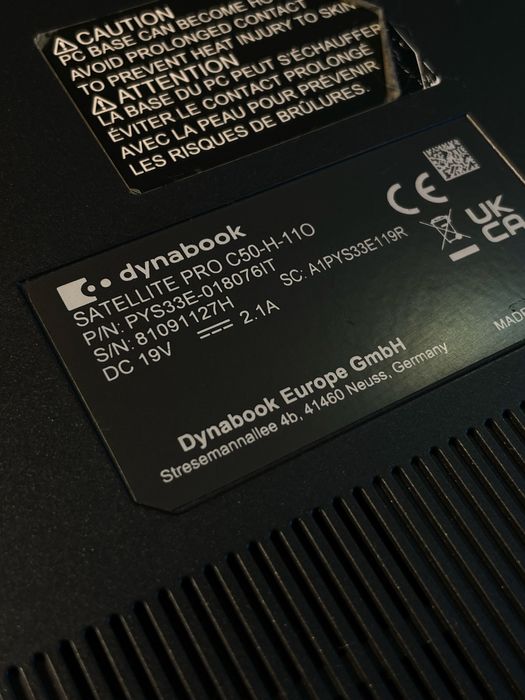 ⚠CAUTION
PC BASE CAN BECOME HO
AVOID PROLONGED CONTACT
TO PREVENT HEAT INJURY TO SKIN
⚠ATTENTION
LA BASE DU PC PEUT S'ÉCHAUFFER
ÉVITER LE CONTACT PROLONGÉ
AVEC LA PEAU POUR PRÉVENIR
LES RISQUES DE BRÛLURES.
dynabook
SATELLITE PRO C50-H-11O
P/N: PYS33E-018076IT SC: A1PYS33E119R
S/N: 81091127H
DC 19V ⎓ 2.1A
CE
UK
CA
MADE
Dynabook Europe GmbH
Stresemannallee 4b, 41460 Neuss, Germany